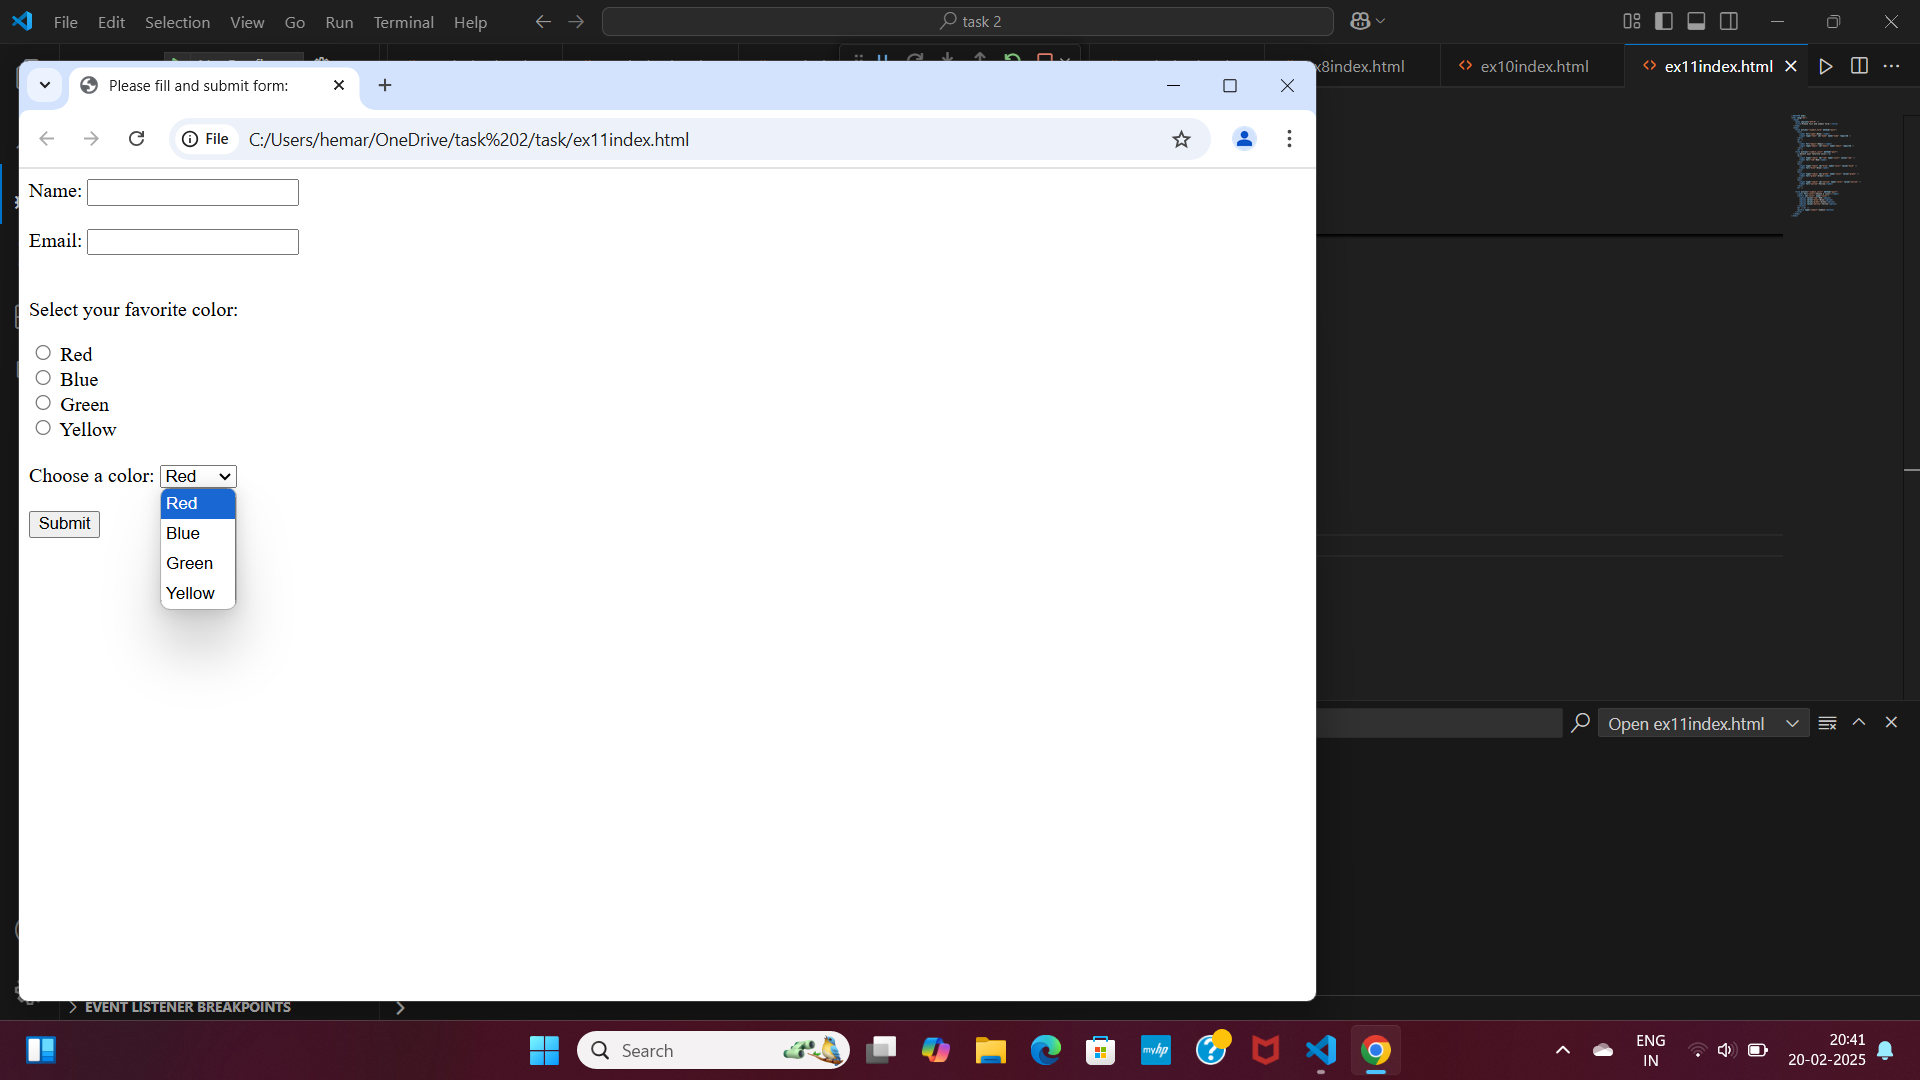 File Edit Selection View Go Run Terminal Help
task 2
x8index.html
ex10index.html
ex11index.html
Please fill and submit form:
File
C:/Users/hemar/OneDrive/task%202/task/ex11index.html
Name:
Email:
Select your favorite color:
Red
Blue
Green
Yellow
Choose a color: Red
Red
Blue
Green
Yellow
Submit
Open ex11index.html
EVENT LISTENER BREAKPOINTS
Search
myhp
ENG
IN
20:41
20-02-2025